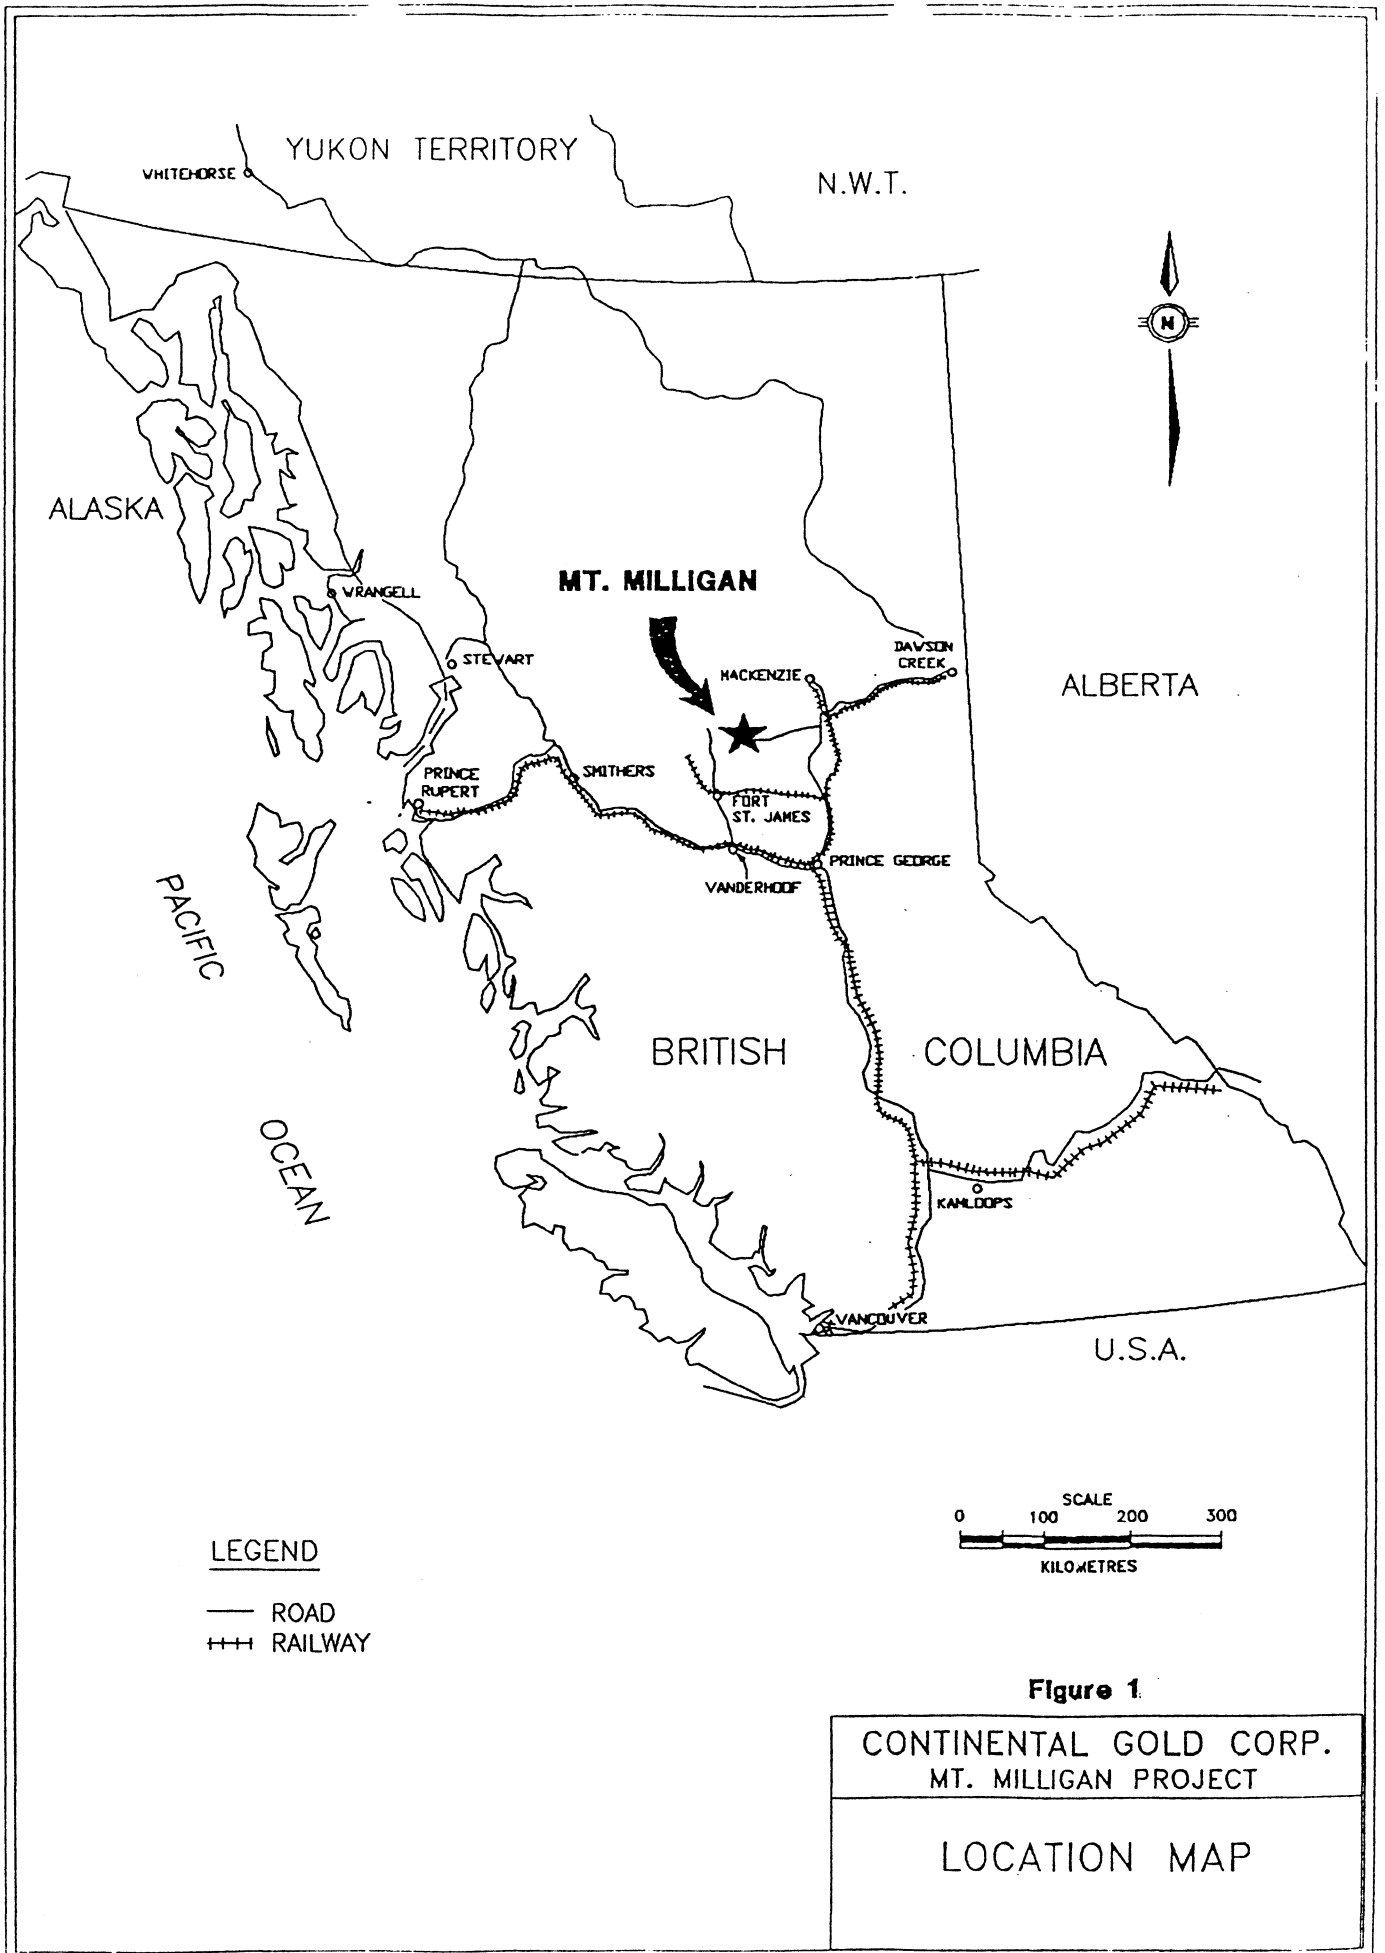 YUKON TERRITORY
WHITEHORSE
N.W.T.
N
ALASKA
MT. MILLIGAN
WRANGELL
STEWART
DAWSON
CREEK
MACKENZIE
ALBERTA
PRINCE
RUPERT
SMITHERS
FORT
ST. JAMES
PRINCE GEORGE
VANDERHOOF
PACIFIC
OCEAN
BRITISH COLUMBIA
KAMLOOPS
VANCOUVER
U.S.A.
SCALE
0 100 200 300
KILOMETRES
LEGEND
ROAD
RAILWAY
Figure 1
CONTINENTAL GOLD CORP.
MT. MILLIGAN PROJECT
LOCATION MAP